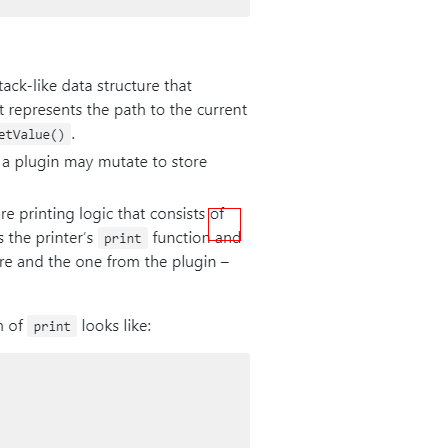 tack-like data structure that
t represents the path to the current
etValue() .
a plugin may mutate to store
re printing logic that consists of
s the printer's print function and
re and the one from the plugin –
n of print looks like: